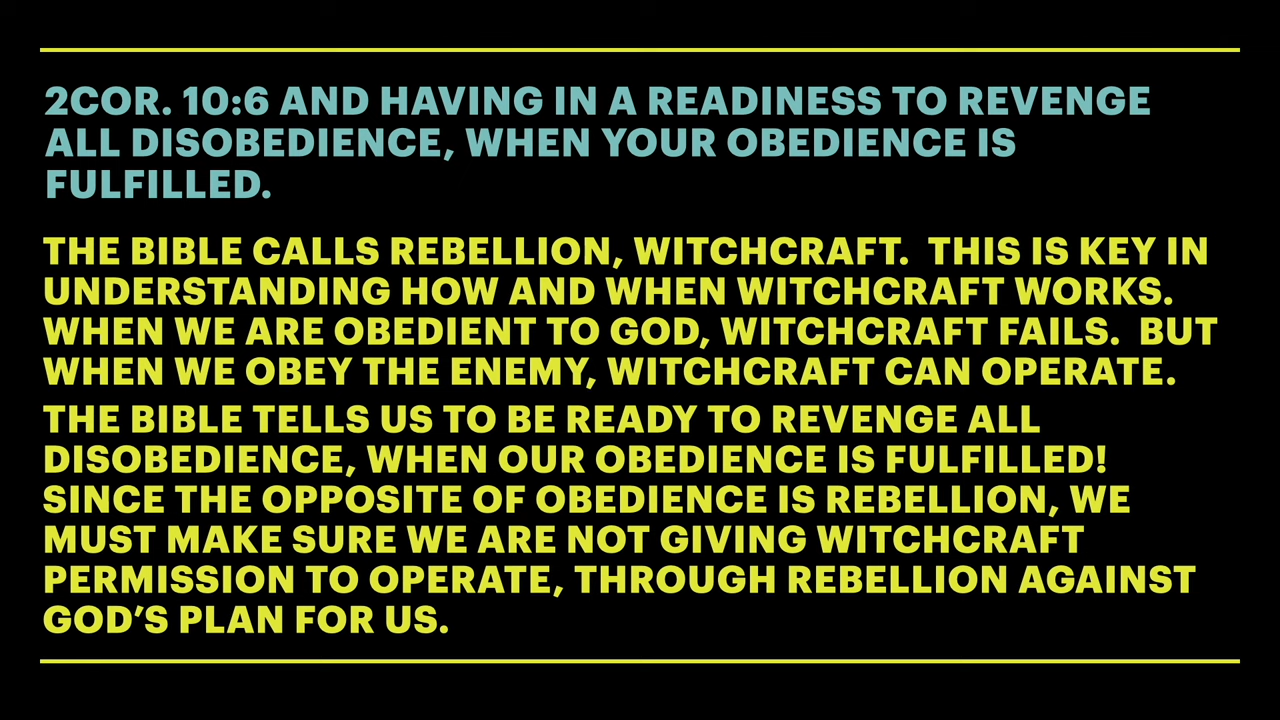 2COR. 10:6 AND HAVING IN A READINESS TO REVENGE
ALL DISOBEDIENCE, WHEN YOUR OBEDIENCE IS
FULFILLED.
THE BIBLE CALLS REBELLION, WITCHCRAFT.  THIS IS KEY IN
UNDERSTANDING HOW AND WHEN WITCHCRAFT WORKS.
WHEN WE ARE OBEDIENT TO GOD, WITCHCRAFT FAILS.  BUT
WHEN WE OBEY THE ENEMY, WITCHCRAFT CAN OPERATE.
THE BIBLE TELLS US TO BE READY TO REVENGE ALL
DISOBEDIENCE, WHEN OUR OBEDIENCE IS FULFILLED!
SINCE THE OPPOSITE OF OBEDIENCE IS REBELLION, WE
MUST MAKE SURE WE ARE NOT GIVING WITCHCRAFT
PERMISSION TO OPERATE, THROUGH REBELLION AGAINST
GOD’S PLAN FOR US.